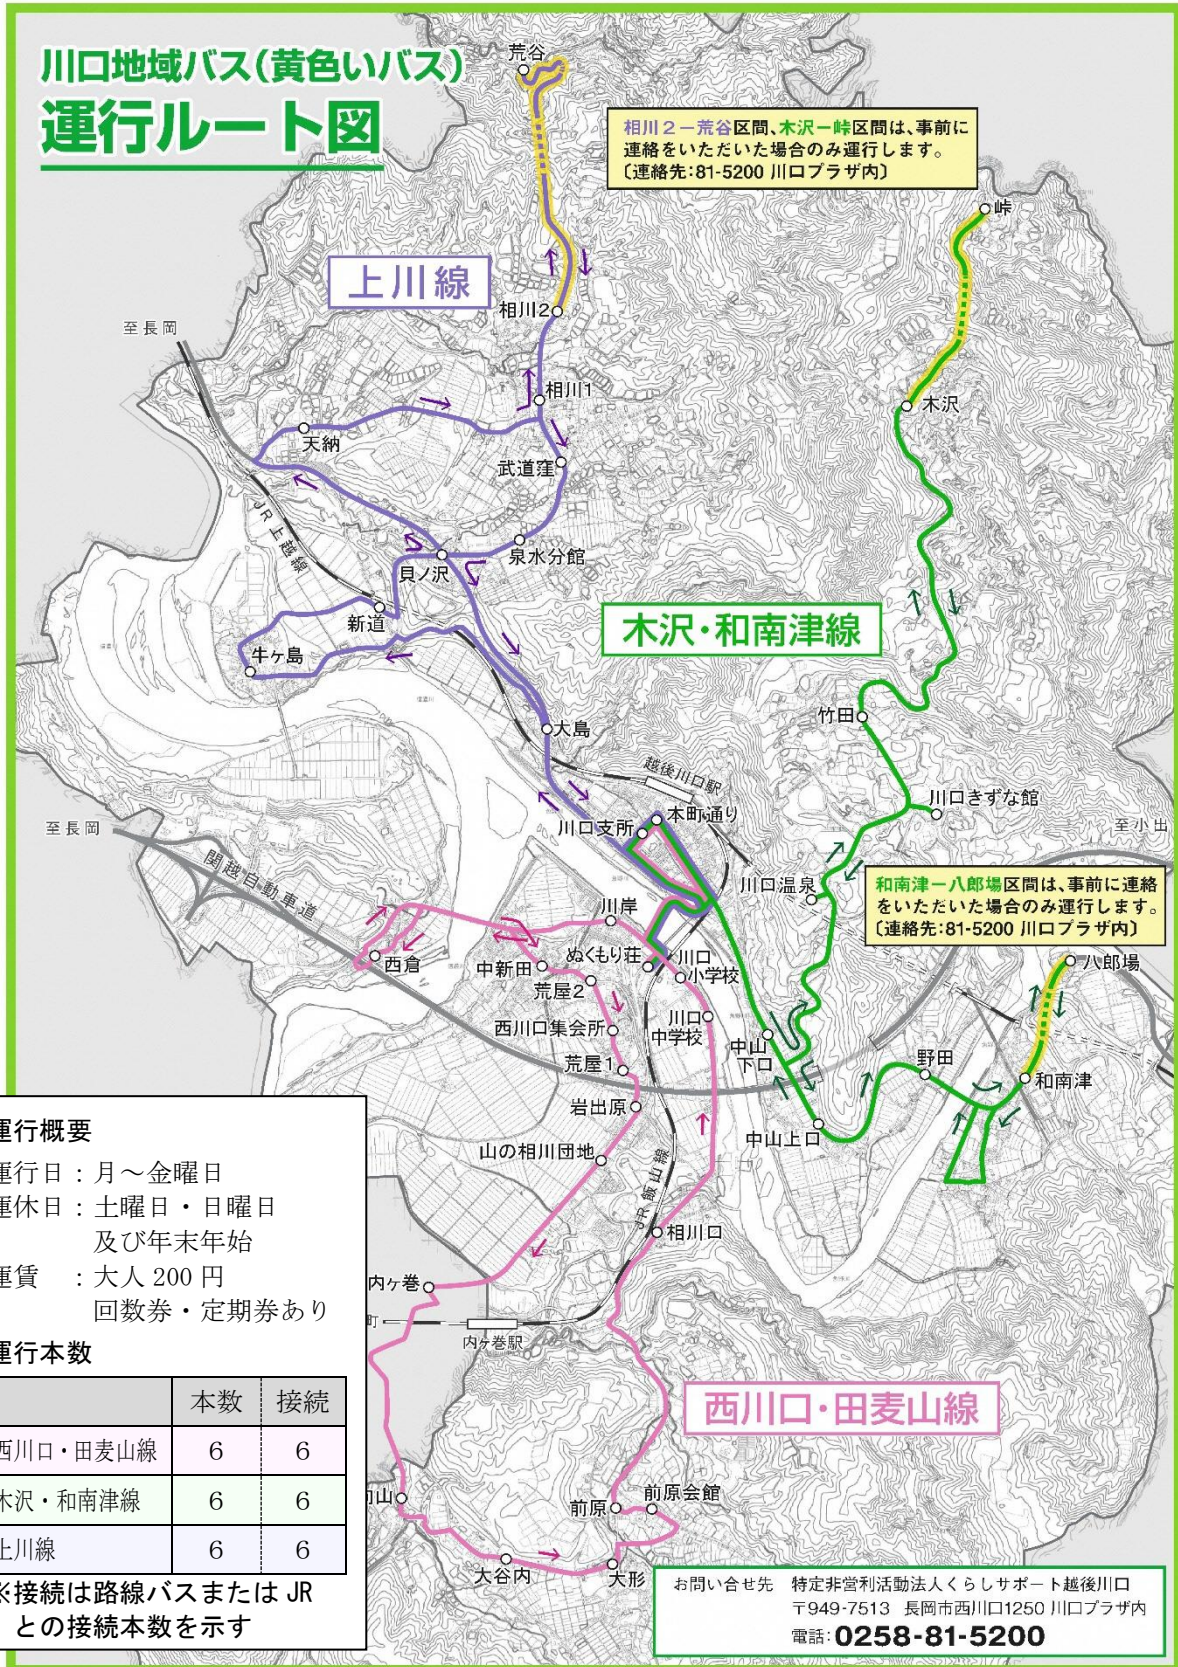 川口地域バス(黄色いバス)
運行ルート図
荒谷
相川2ー荒谷区間、木沢ー峠区間は、事前に
連絡をいただいた場合のみ運行します。
〔連絡先:81-5200 川口プラザ内〕
峠
上川線
相川2
至長岡
相川1
木沢
天納
武道窪
JR上越線
泉水分館
貝ノ沢
新道
木沢・和南津線
牛ヶ島
竹田
大島
越後川口駅
川口きずな館
本町通り
川口支所
至長岡
至小出
関越自動車道
川口温泉
和南津ー八郎場区間は、事前に連絡
をいただいた場合のみ運行します。
〔連絡先:81-5200 川口プラザ内〕
川岸
西倉
中新田
ぬくもり荘
川口
小学校
八郎場
荒屋2
西川口集会所
川口
中学校
中山
下口
荒屋1
野田
和南津
岩出原
中山上口
山の相川団地
JR飯山線
相川口
内ヶ巻
町
内ヶ巻駅
西川口・田麦山線
前原
前原会館
山
大谷内
大形
運行概要
運行日：月～金曜日
運休日：土曜日・日曜日
及び年末年始
運賃　：大人 200 円
回数券・定期券あり
運行本数
本数 接続
西川口・田麦山線 6 6
木沢・和南津線 6 6
上川線 6 6
※接続は路線バスまたは JR
との接続本数を示す
お問い合せ先 特定非営利活動法人くらしサポート越後川口
〒949-7513 長岡市西川口1250 川口プラザ内
電話:0258-81-5200